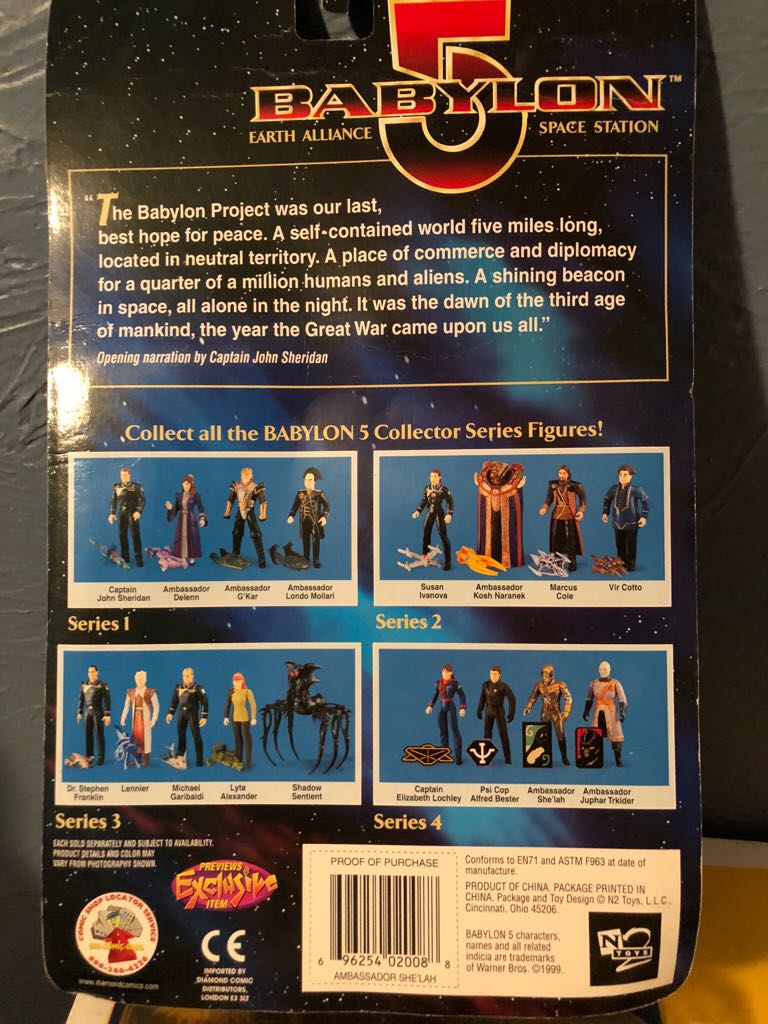 5
BABYLON™
EARTH ALLIANCE SPACE STATION
"The Babylon Project was our last,
best hope for peace. A self-contained world five miles long,
located in neutral territory. A place of commerce and diplomacy
for a quarter of a million humans and aliens. A shining beacon
in space, all alone in the night. It was the dawn of the third age
of mankind, the year the Great War came upon us all."
Opening narration by Captain John Sheridan
Collect all the BABYLON 5 Collector Series Figures!
Captain
John Sheridan
Ambassador
Delenn
Ambassador
G'Kar
Ambassador
Londo Mollari
Series 1
Susan
Ivanova
Ambassador
Kosh Naranek
Marcus
Cole
Vir Cotto
Series 2
Dr. Stephen
Franklin
Lennier
Michael
Garibaldi
Lyta
Alexander
Shadow
Sentient
Series 3
Captain
Elizabeth Lochley
Psi Cop
Alfred Bester
Ambassador
She'lah
Ambassador
Juphar Trkider
Series 4
EACH SOLD SEPARATELY AND SUBJECT TO AVAILABILITY.
PRODUCT DETAILS AND COLOR MAY
VARY FROM PHOTOGRAPHY SHOWN.
PREVIEWS
Exclusive
ITEM
COMIC SHOP LOCATOR SERVICE
888-266-4226
www.diamondcomics.com
CE
IMPORTED BY
DIAMOND COMIC
DISTRIBUTORS,
LONDON E3 3LT
PROOF OF PURCHASE
6 96254 02008 8
AMBASSADOR SHE'LAH
Conforms to EN71 and ASTM F963 at date of
manufacture.
PRODUCT OF CHINA. PACKAGE PRINTED IN
CHINA. Package and Toy Design © N2 Toys, L.L.C.,
Cincinnati, Ohio 45206.
BABYLON 5 characters,
names and all related
indicia are trademarks
of Warner Bros. ©1999.
N2
TOYS